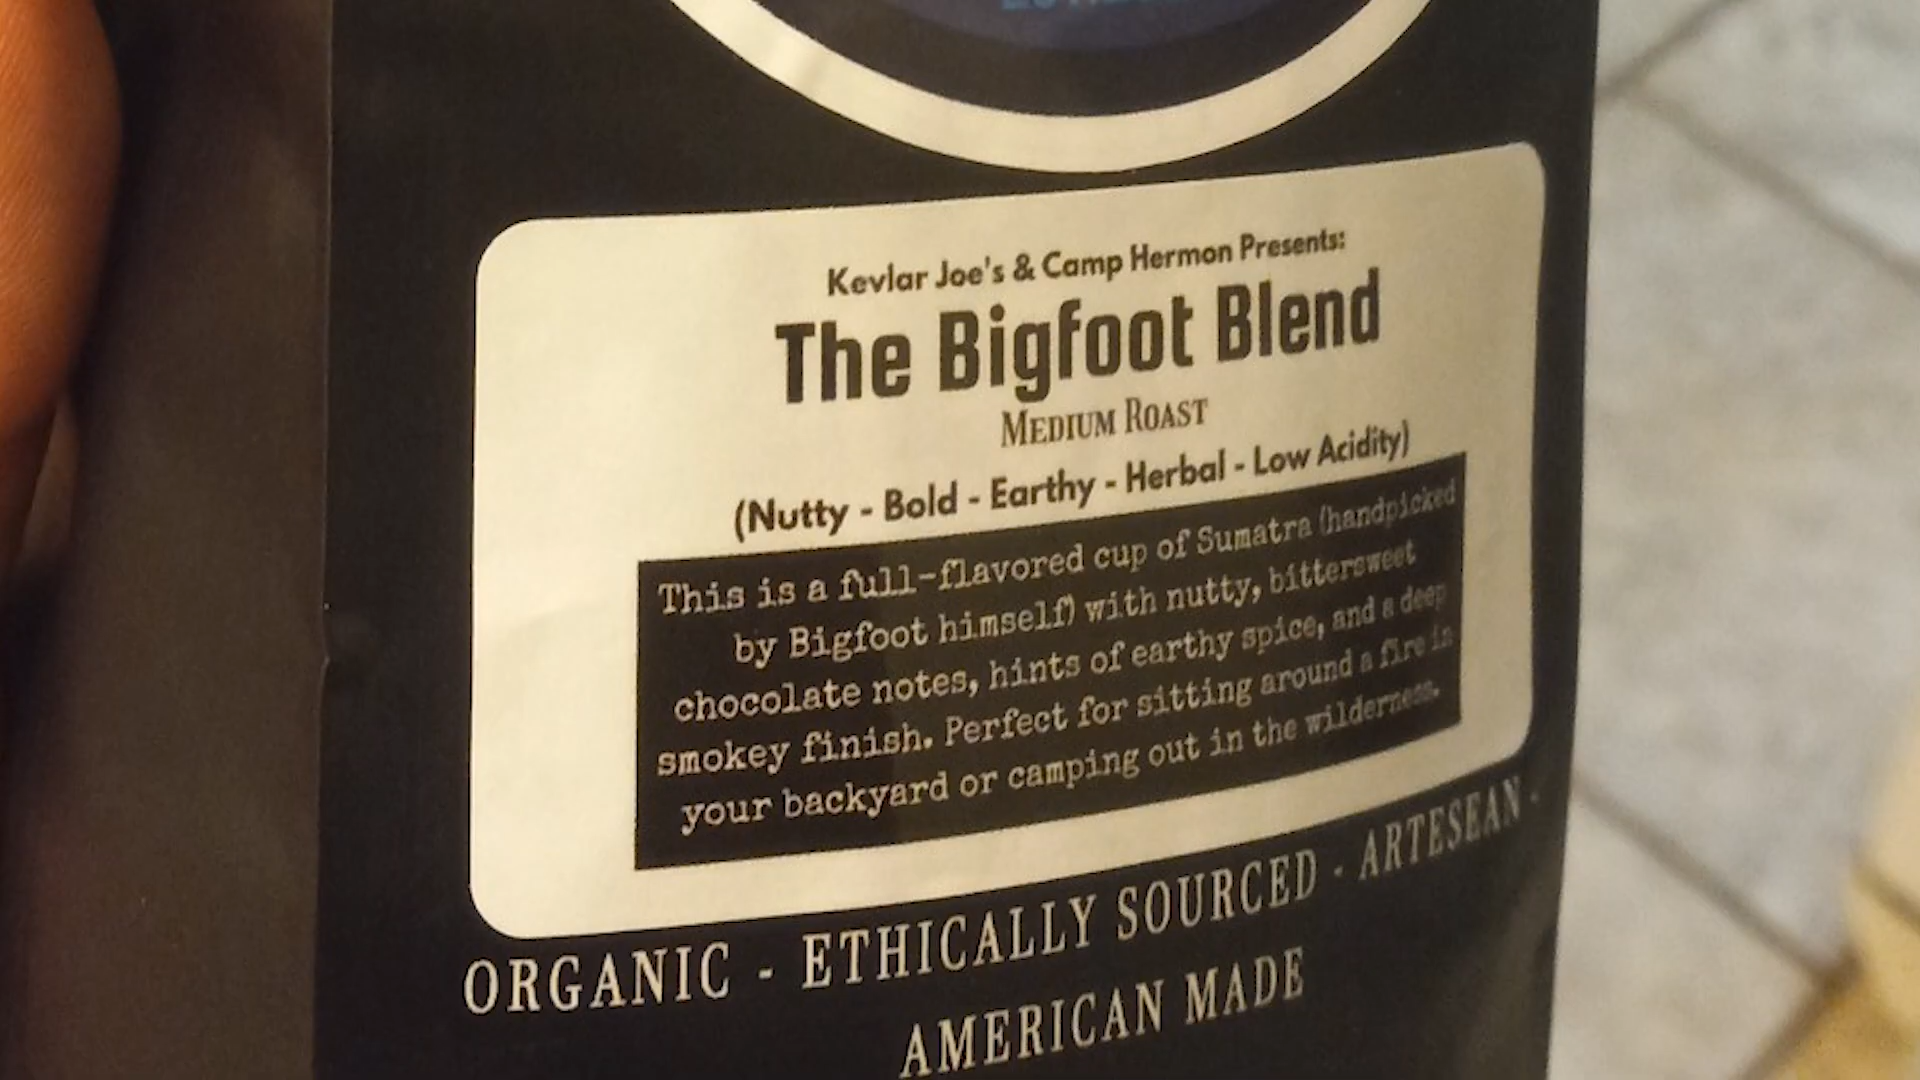 Kevlar Joe's & Camp Hermon Presents:
The Bigfoot Blend
MEDIUM ROAST
(Nutty - Bold - Earthy - Herbal - Low Acidity)
This is a full-flavored cup of Sumatra (handpicked
by Bigfoot himself) with nutty, bittersweet
chocolate notes, hints of earthy spice, and a deep
smokey finish. Perfect for sitting around a fire in
your backyard or camping out in the wilderness.
ORGANIC - ETHICALLY SOURCED - ARTESEAN -
AMERICAN MADE